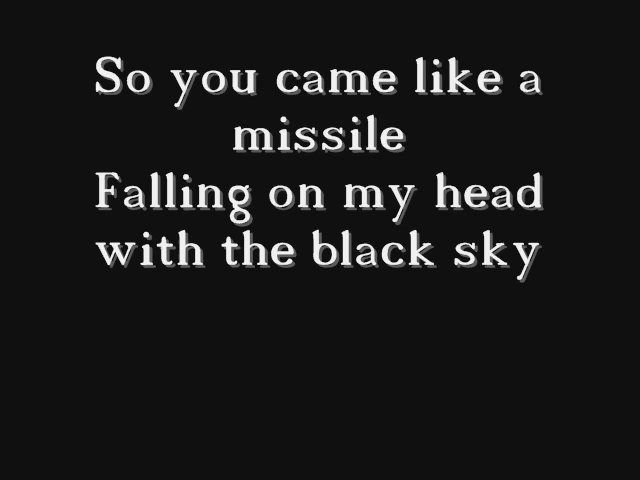 So you came like a
missile
Falling on my head
with the black sky